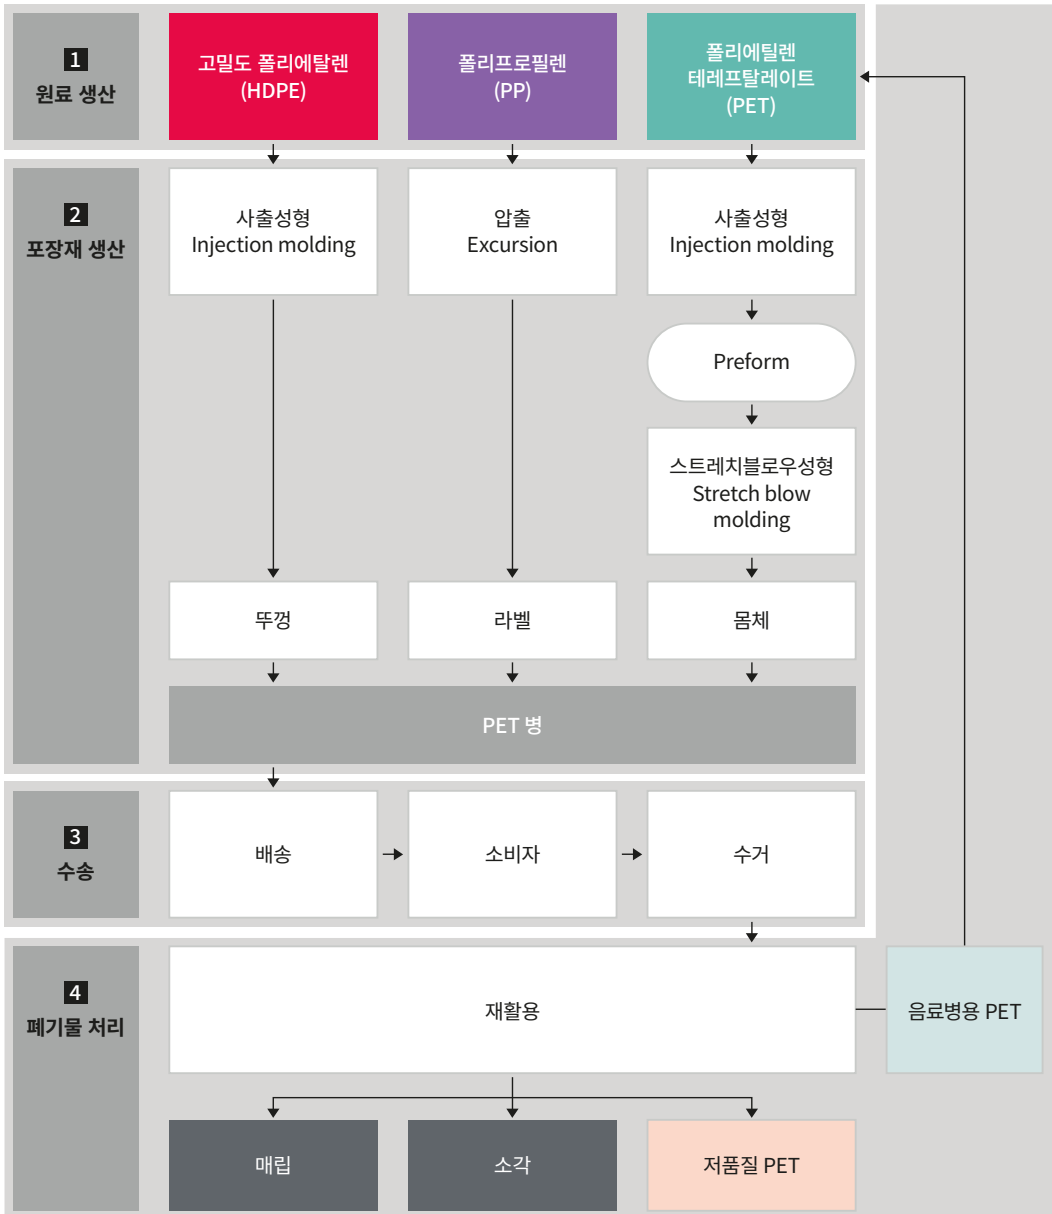 1
원료 생산
고밀도 폴리에탈렌
(HDPE)
폴리프로필렌
(PP)
폴리에틸렌
테레프탈레이트
(PET)
2
포장재 생산
사출성형
Injection molding
압출
Excursion
사출성형
Injection molding
Preform
스트레치블로우성형
Stretch blow
molding
뚜껑
라벨
몸체
PET 병
3
수송
배송
소비자
수거
4
폐기물 처리
재활용
음료병용 PET
매립
소각
저품질 PET